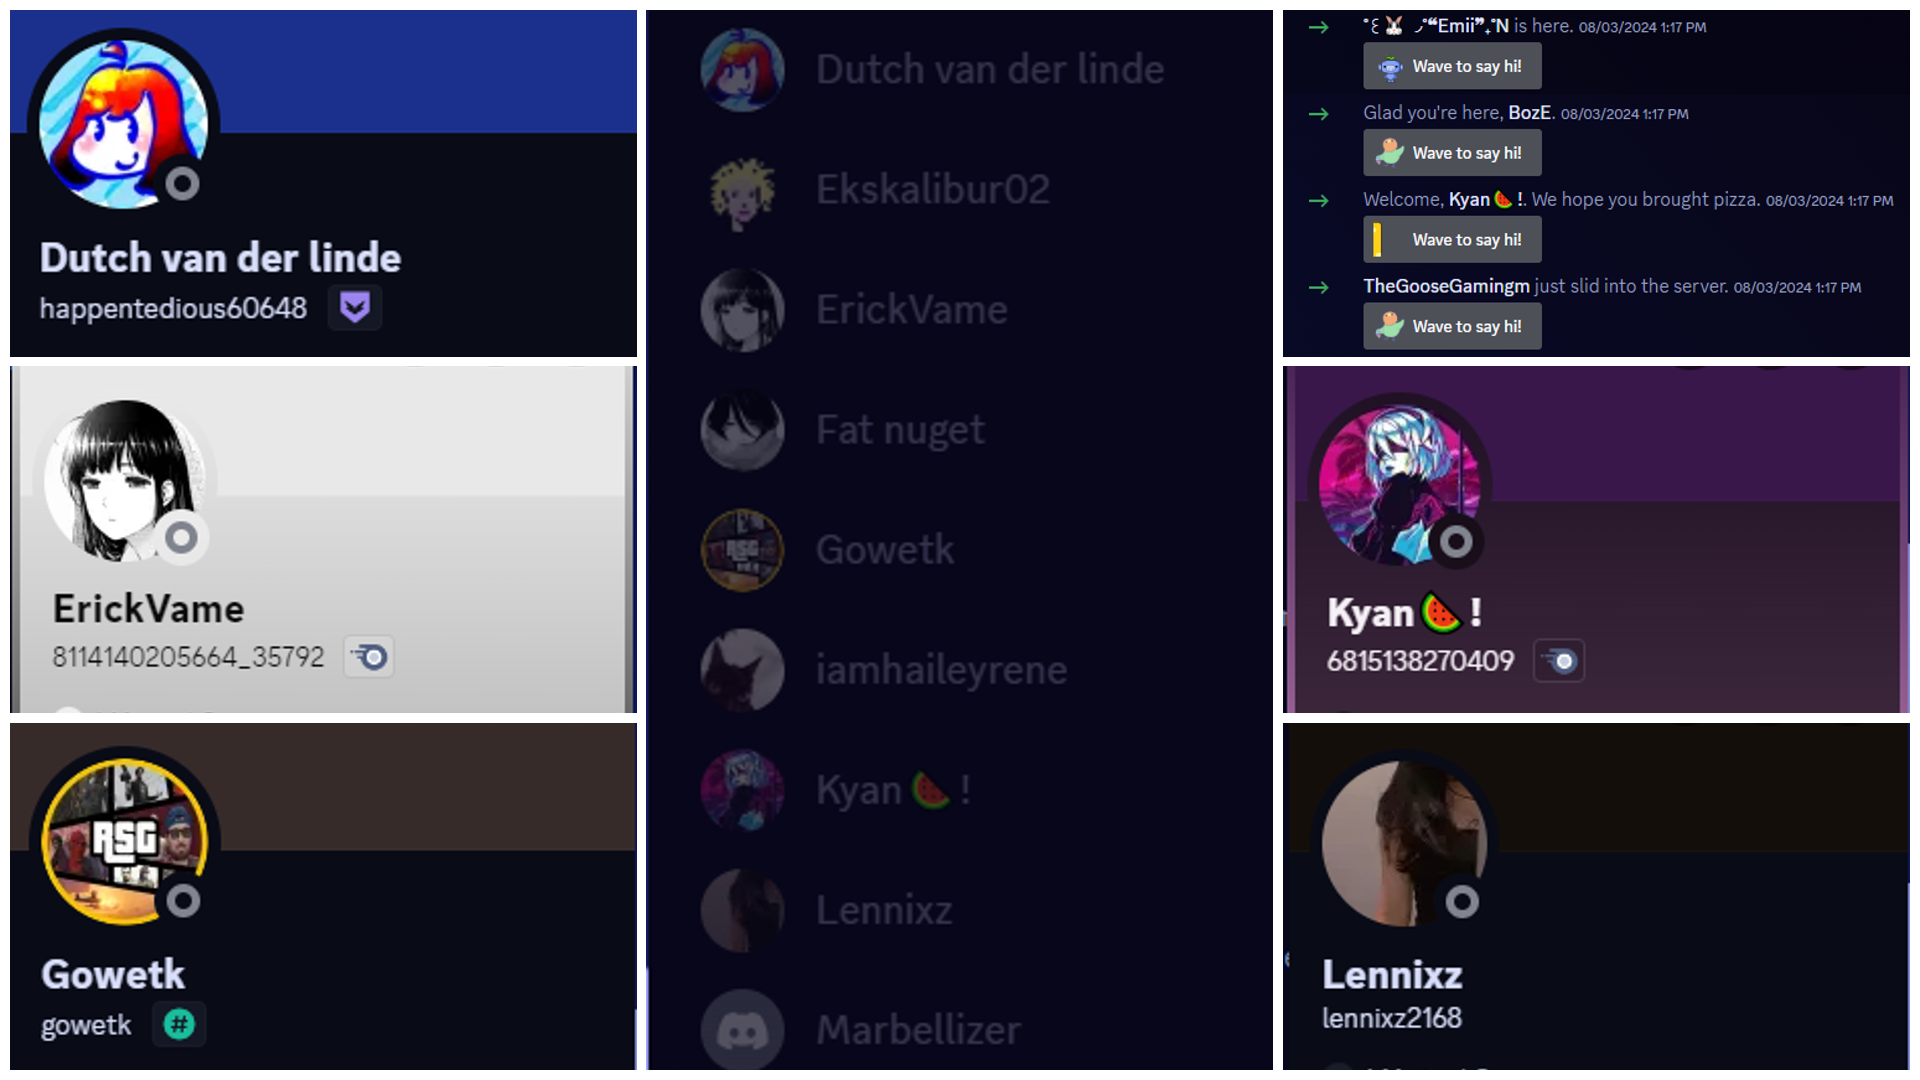 Dutch van der linde
happentedious60648
ErickVame
8114140205664_35792
RSG
Gowetk
gowetk
#
Dutch van der linde
Ekskalibur02
ErickVame
Fat nuget
RSG
Gowetk
iamhaileyrene
Kyan🍉 !
Lennixz
Marbellizer
❝Emii❞ ₊˚N is here. 08/03/2024 1:17 PM
Wave to say hi!
Glad you're here, BozE. 08/03/2024 1:17 PM
Wave to say hi!
Welcome, Kyan🍉 !. We hope you brought pizza. 08/03/2024 1:17 PM
Wave to say hi!
TheGooseGamingm just slid into the server. 08/03/2024 1:17 PM
Wave to say hi!
Kyan🍉 !
6815138270409
Lennixz
lennixz2168